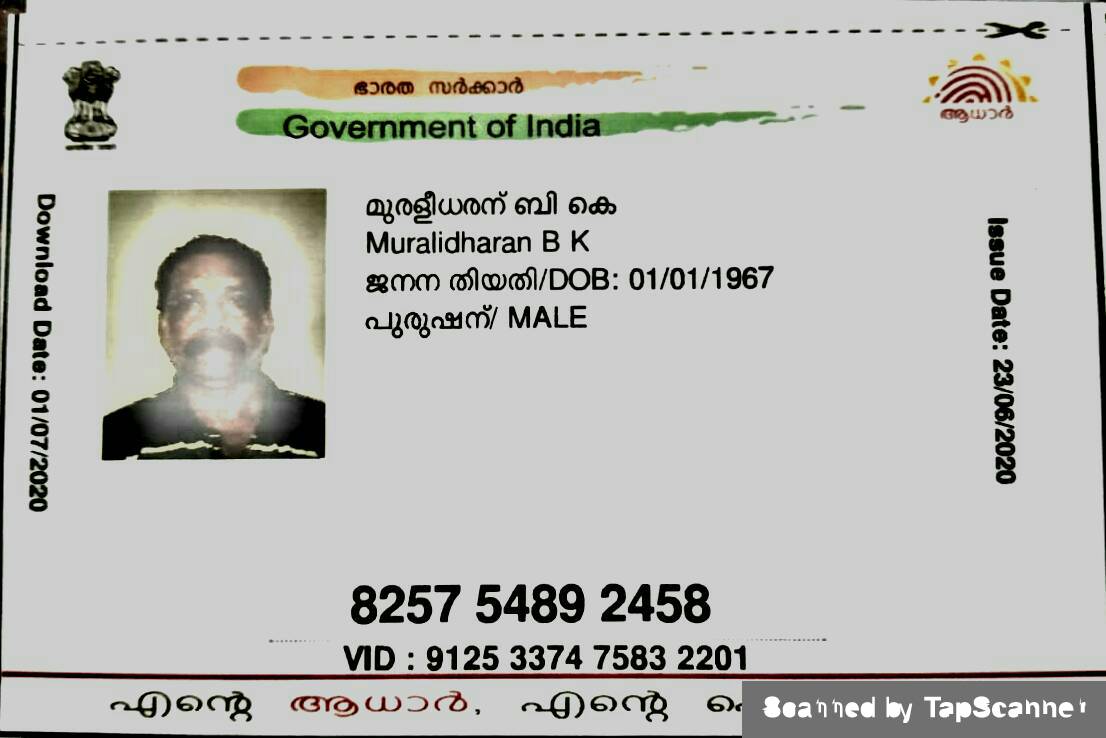 ഭാരത സർക്കാർ
Government of India
ആധാർ
Download Date: 01/07/2020
മുരളീധരന് ബി കെ
Muralidharan B K
ജനന തിയതി/DOB: 01/01/1967
പുരുഷന്/ MALE
Issue Date: 23/06/2020
8257 5489 2458
VID : 9125 3374 7583 2201
എന്റെ ആധാർ, എന്റെ
Scanned by TapScanner